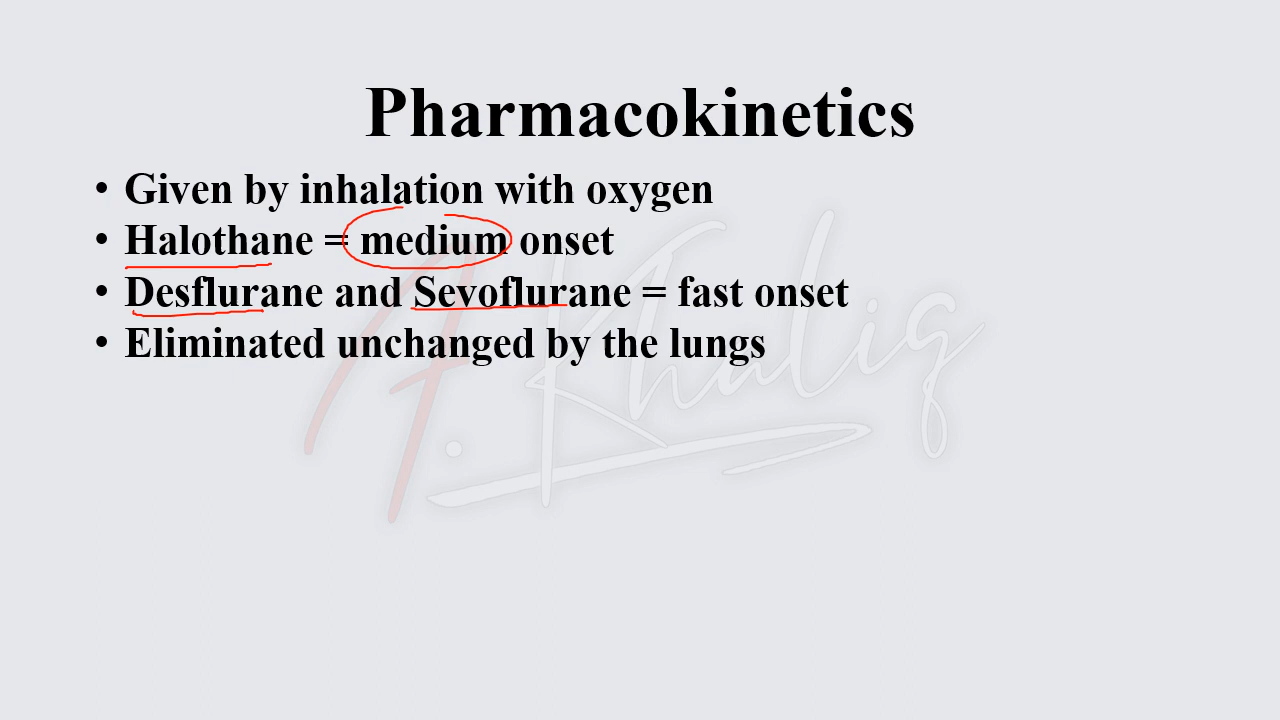 Pharmacokinetics
• Given by inhalation with oxygen
• Halothane = medium onset
• Desflurane and Sevoflurane = fast onset
• Eliminated unchanged by the lungs
A. Khaliq